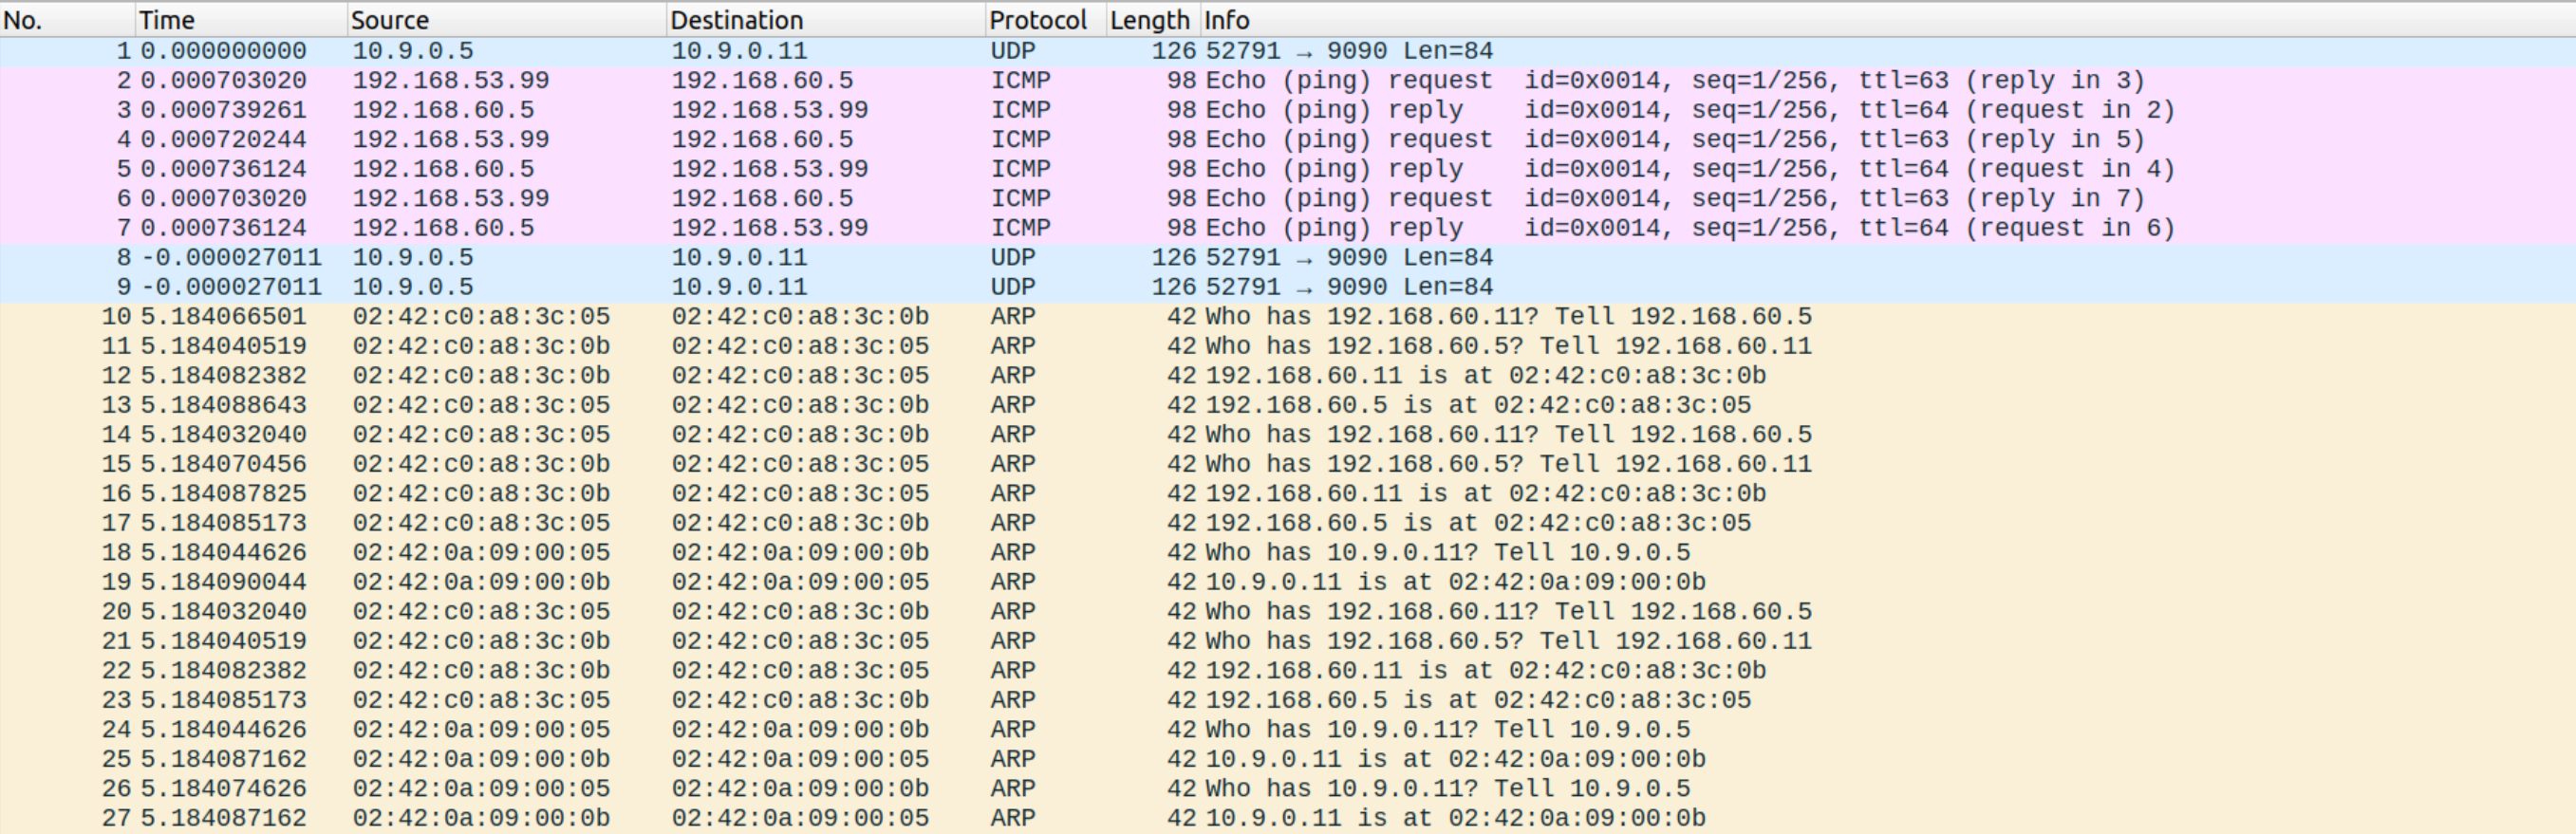 No. Time Source Destination Protocol Length Info
1 0.000000000 10.9.0.5 10.9.0.11 UDP 126 52791 → 9090 Len=84
2 0.000703020 192.168.53.99 192.168.60.5 ICMP 98 Echo (ping) request id=0x0014, seq=1/256, ttl=63 (reply in 3)
3 0.000739261 192.168.60.5 192.168.53.99 ICMP 98 Echo (ping) reply id=0x0014, seq=1/256, ttl=64 (request in 2)
4 0.000720244 192.168.53.99 192.168.60.5 ICMP 98 Echo (ping) request id=0x0014, seq=1/256, ttl=63 (reply in 5)
5 0.000736124 192.168.60.5 192.168.53.99 ICMP 98 Echo (ping) reply id=0x0014, seq=1/256, ttl=64 (request in 4)
6 0.000703020 192.168.53.99 192.168.60.5 ICMP 98 Echo (ping) request id=0x0014, seq=1/256, ttl=63 (reply in 7)
7 0.000736124 192.168.60.5 192.168.53.99 ICMP 98 Echo (ping) reply id=0x0014, seq=1/256, ttl=64 (request in 6)
8 -0.000027011 10.9.0.5 10.9.0.11 UDP 126 52791 → 9090 Len=84
9 -0.000027011 10.9.0.5 10.9.0.11 UDP 126 52791 → 9090 Len=84
10 5.184066501 02:42:c0:a8:3c:05 02:42:c0:a8:3c:0b ARP 42 Who has 192.168.60.11? Tell 192.168.60.5
11 5.184040519 02:42:c0:a8:3c:0b 02:42:c0:a8:3c:05 ARP 42 Who has 192.168.60.5? Tell 192.168.60.11
12 5.184082382 02:42:c0:a8:3c:0b 02:42:c0:a8:3c:05 ARP 42 192.168.60.11 is at 02:42:c0:a8:3c:0b
13 5.184088643 02:42:c0:a8:3c:05 02:42:c0:a8:3c:0b ARP 42 192.168.60.5 is at 02:42:c0:a8:3c:05
14 5.184032040 02:42:c0:a8:3c:05 02:42:c0:a8:3c:0b ARP 42 Who has 192.168.60.11? Tell 192.168.60.5
15 5.184070456 02:42:c0:a8:3c:0b 02:42:c0:a8:3c:05 ARP 42 Who has 192.168.60.5? Tell 192.168.60.11
16 5.184087825 02:42:c0:a8:3c:0b 02:42:c0:a8:3c:05 ARP 42 192.168.60.11 is at 02:42:c0:a8:3c:0b
17 5.184085173 02:42:c0:a8:3c:05 02:42:c0:a8:3c:0b ARP 42 192.168.60.5 is at 02:42:c0:a8:3c:05
18 5.184044626 02:42:0a:09:00:05 02:42:0a:09:00:0b ARP 42 Who has 10.9.0.11? Tell 10.9.0.5
19 5.184090044 02:42:0a:09:00:0b 02:42:0a:09:00:05 ARP 42 10.9.0.11 is at 02:42:0a:09:00:0b
20 5.184032040 02:42:c0:a8:3c:05 02:42:c0:a8:3c:0b ARP 42 Who has 192.168.60.11? Tell 192.168.60.5
21 5.184040519 02:42:c0:a8:3c:0b 02:42:c0:a8:3c:05 ARP 42 Who has 192.168.60.5? Tell 192.168.60.11
22 5.184082382 02:42:c0:a8:3c:0b 02:42:c0:a8:3c:05 ARP 42 192.168.60.11 is at 02:42:c0:a8:3c:0b
23 5.184085173 02:42:c0:a8:3c:05 02:42:c0:a8:3c:0b ARP 42 192.168.60.5 is at 02:42:c0:a8:3c:05
24 5.184044626 02:42:0a:09:00:05 02:42:0a:09:00:0b ARP 42 Who has 10.9.0.11? Tell 10.9.0.5
25 5.184087162 02:42:0a:09:00:0b 02:42:0a:09:00:05 ARP 42 10.9.0.11 is at 02:42:0a:09:00:0b
26 5.184074626 02:42:0a:09:00:05 02:42:0a:09:00:0b ARP 42 Who has 10.9.0.11? Tell 10.9.0.5
27 5.184087162 02:42:0a:09:00:0b 02:42:0a:09:00:05 ARP 42 10.9.0.11 is at 02:42:0a:09:00:0b